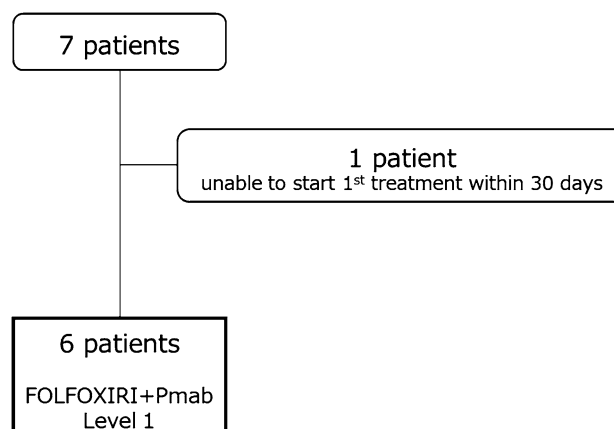 7 patients
1 patient
unable to start 1st treatment within 30 days
6 patients
FOLFOXIRI+Pmab
Level 1